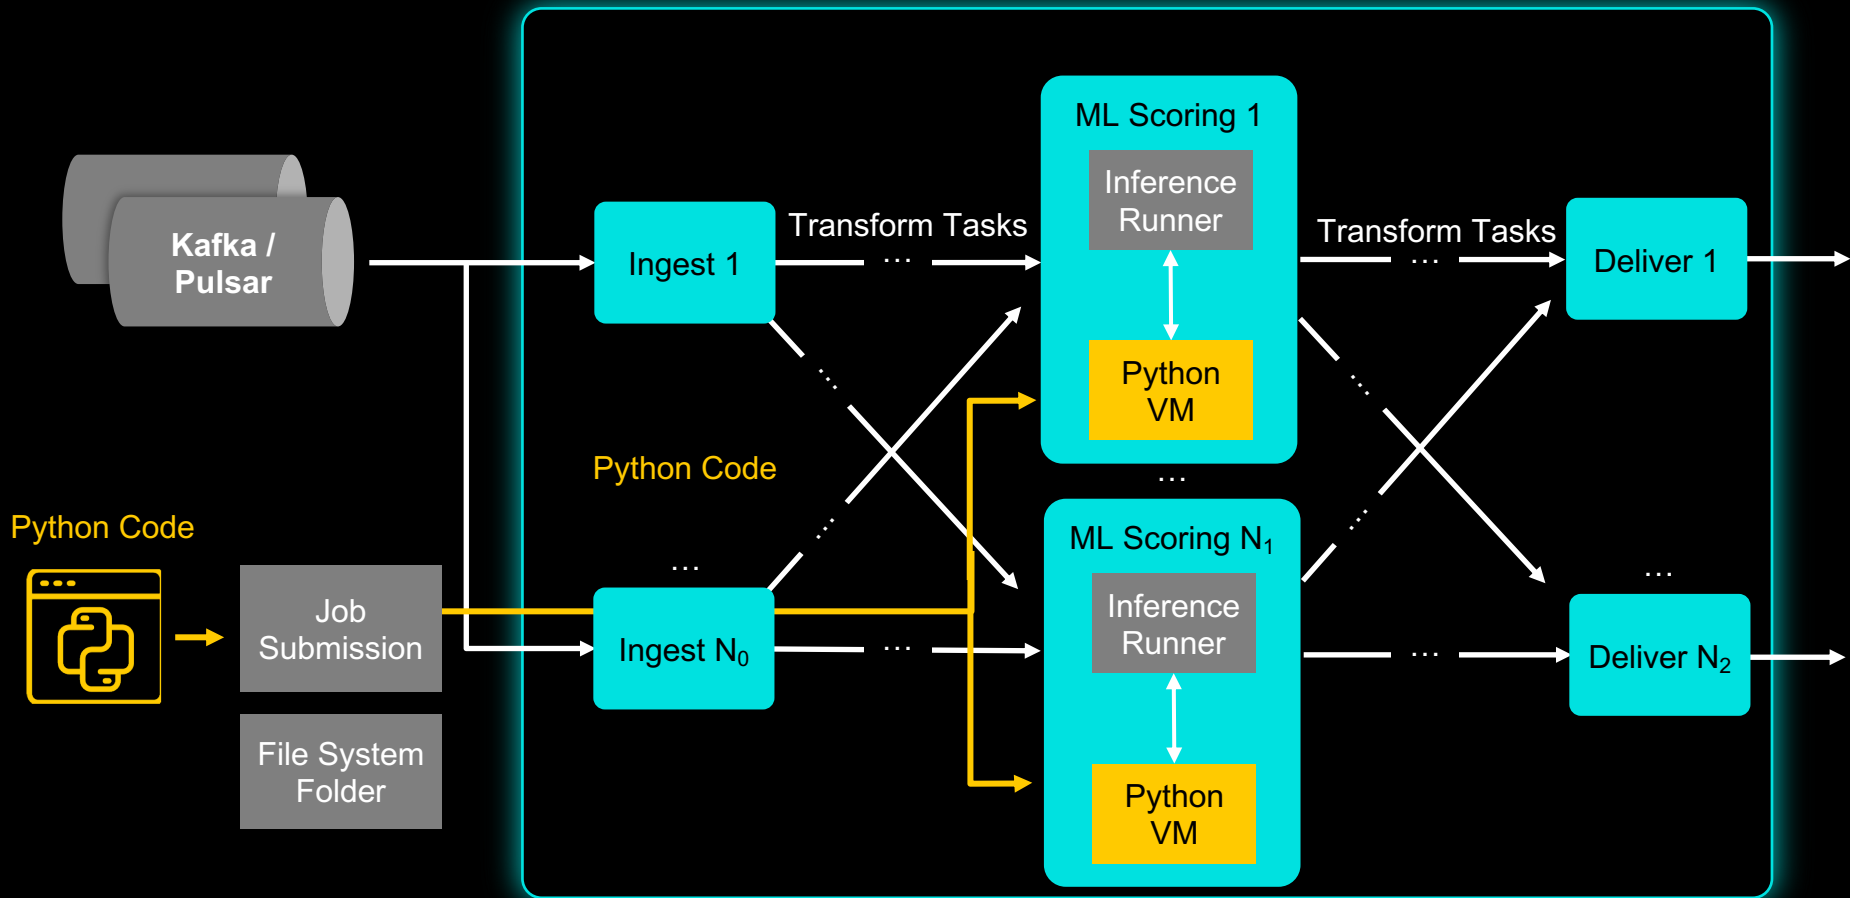 ML Scoring 1
Inference
Runner
Transform Tasks
Transform Tasks
Kafka /
Pulsar
Ingest 1
...
...
Deliver 1
Python
VM
...
...
Python Code
...
Python Code
...
...
ML Scoring N₁
...
...
Job
Submission
Inference
Runner
Ingest N₀
...
...
Deliver N₂
File System
Folder
Python
VM